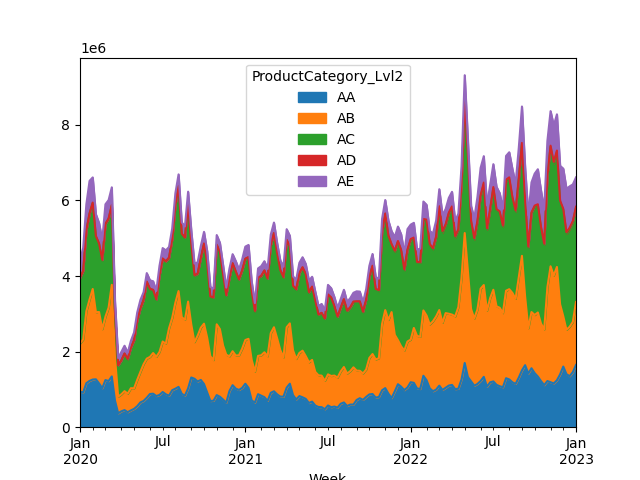 1e6
8
6
4
2
0
ProductCategory_Lvl2
AA
AB
AC
AD
AE
Jan Jul Jan Jul Jan Jul Jan
2020 2021 2022 2023
Week